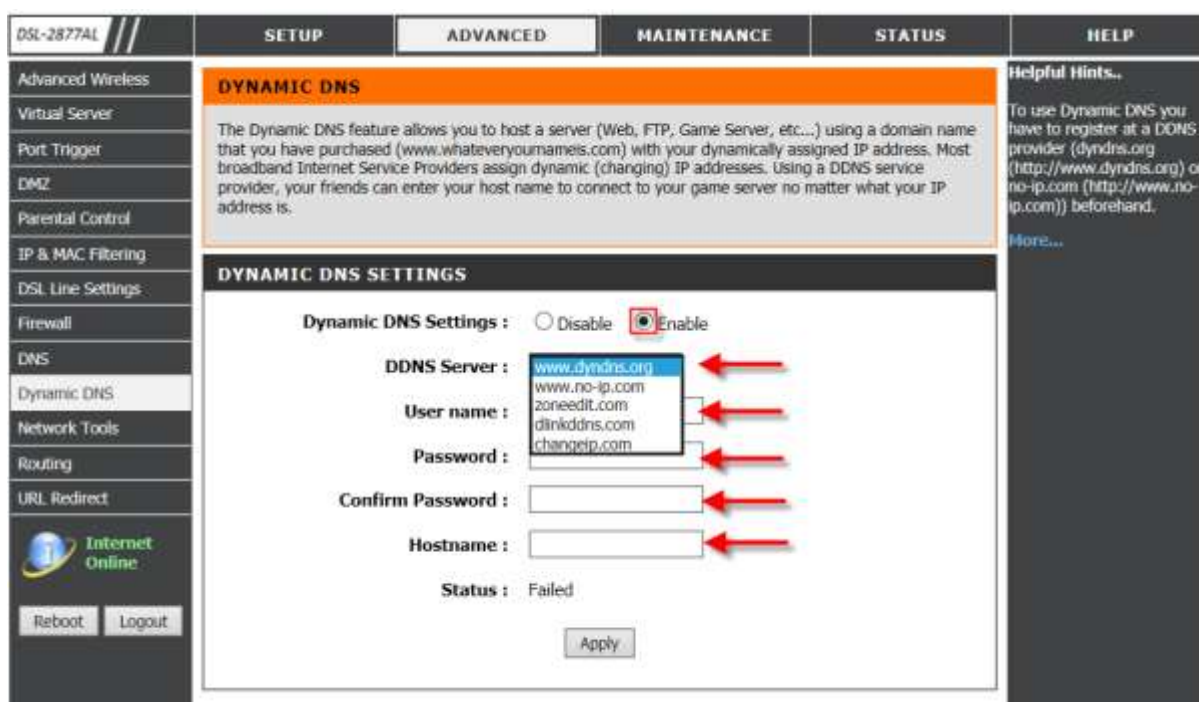 DSL-2877AL
SETUP
ADVANCED
MAINTENANCE
STATUS
HELP
Advanced Wireless
Virtual Server
Port Trigger
DMZ
Parental Control
IP & MAC Filtering
DSL Line Settings
Firewall
DNS
Dynamic DNS
Network Tools
Routing
URL Redirect
Internet
Online
Reboot
Logout
DYNAMIC DNS
The Dynamic DNS feature allows you to host a server (Web, FTP, Game Server, etc...) using a domain name
that you have purchased (www.whateveryournameis.com) with your dynamically assigned IP address. Most
broadband Internet Service Providers assign dynamic (changing) IP addresses. Using a DDNS service
provider, your friends can enter your host name to connect to your game server no matter what your IP
address is.
DYNAMIC DNS SETTINGS
Dynamic DNS Settings : Disable Enable
DDNS Server : www.dyndns.org
www.no-ip.com
zoneedit.com
dlinkddns.com
changeip.com
User name :
Password :
Confirm Password :
Hostname :
Status : Failed
Apply
Helpful Hints..
To use Dynamic DNS you
have to register at a DDNS
provider (dyndns.org
(http://www.dyndns.org) o
no-ip.com (http://www.no-
ip.com)) beforehand.
More...